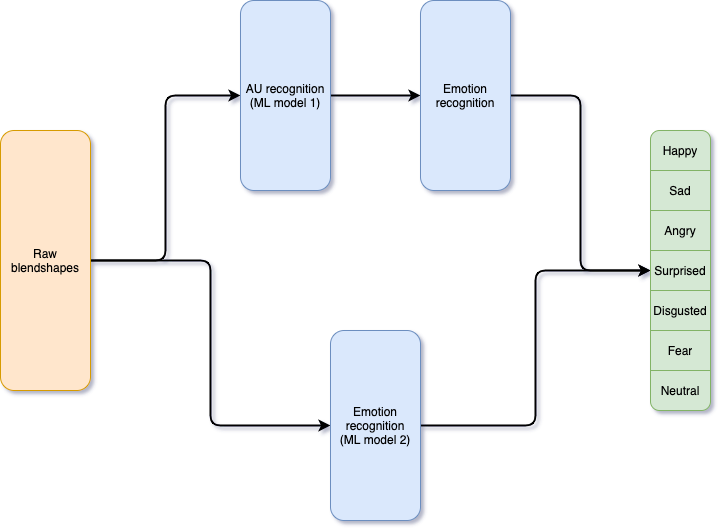 AU recognition
(ML model 1)
Emotion
recognition
Raw
blendshapes
Emotion
recognition
(ML model 2)
Happy
Sad
Angry
Surprised
Disgusted
Fear
Neutral